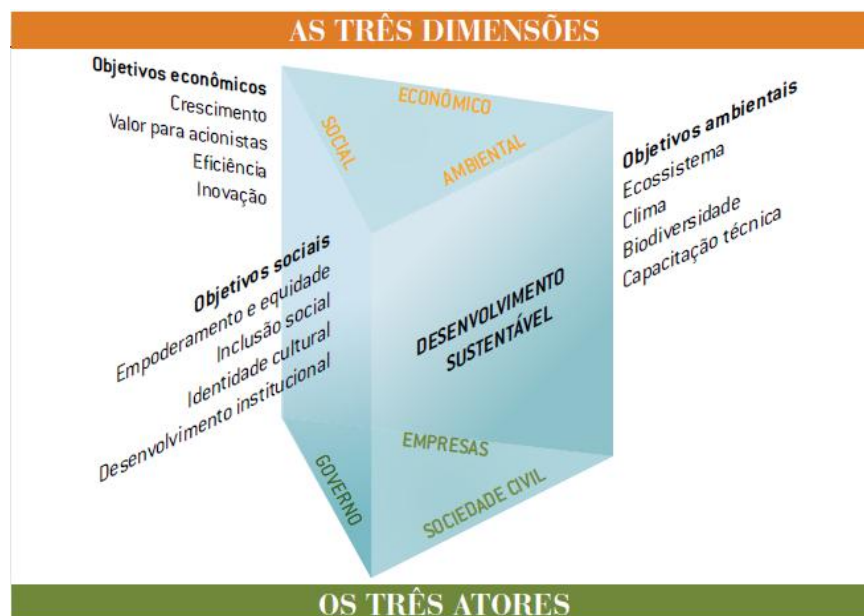 AS TRÊS DIMENSÕES
Objetivos econômicos
Crescimento
Valor para acionistas
Eficiência
Inovação
ECONÔMICO
SOCIAL
AMBIENTAL
Objetivos ambientais
Ecossistema
Clima
Biodiversidade
Capacitação técnica
Objetivos sociais
Empoderamento e equidade
Inclusão social
Identidade cultural
Desenvolvimento institucional
DESENVOLVIMENTO
SUSTENTÁVEL
EMPRESAS
GOVERNO
SOCIEDADE CIVIL
OS TRÊS ATORES